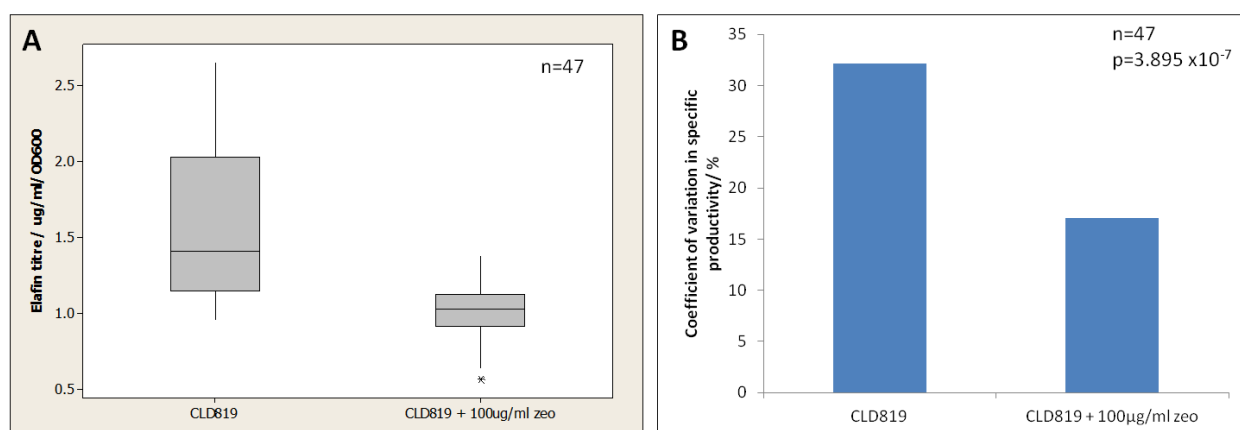 A
n=47
Elafin titre / ug/ml/OD600
2.5
2.0
1.5
1.0
0.5
CLD819
CLD819 + 100ug/ml zeo
B
n=47
p=3.895 x10-7
Coefficient of variation in specific
productivity/ %
35
30
25
20
15
10
5
0
CLD819
CLD819 + 100µg/ml zeo